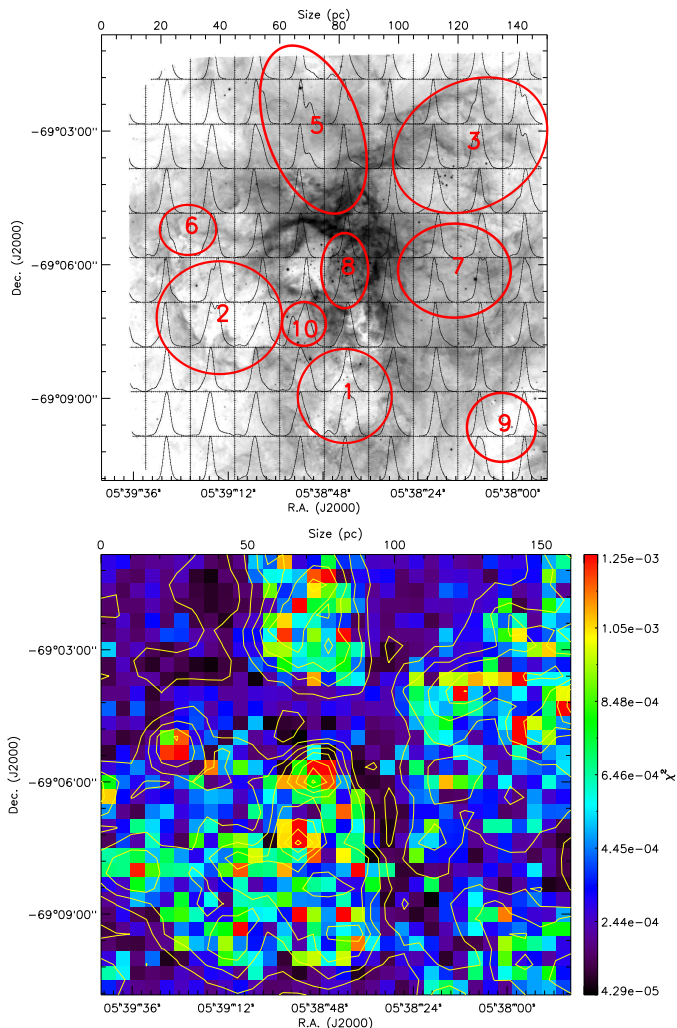 Size (pc)
0 20 40 60 80 100 120 140
-69°03'00"
-69°06'00"
-69°09'00"
Dec. (J2000)
5
3
6
8
7
2
10
1
9
05ʰ39ᵐ36ˢ 05ʰ39ᵐ12ˢ 05ʰ38ᵐ48ˢ 05ʰ38ᵐ24ˢ 05ʰ38ᵐ00ˢ
R.A. (J2000)
Size (pc)
0 50 100 150
-69°03'00"
-69°06'00"
-69°09'00"
Dec. (J2000)
1.25e-03
1.05e-03
8.48e-04
6.46e-04
4.45e-04
2.44e-04
4.29e-05
χ²
05ʰ39ᵐ36ˢ 05ʰ39ᵐ12ˢ 05ʰ38ᵐ48ˢ 05ʰ38ᵐ24ˢ 05ʰ38ᵐ00ˢ
R.A. (J2000)